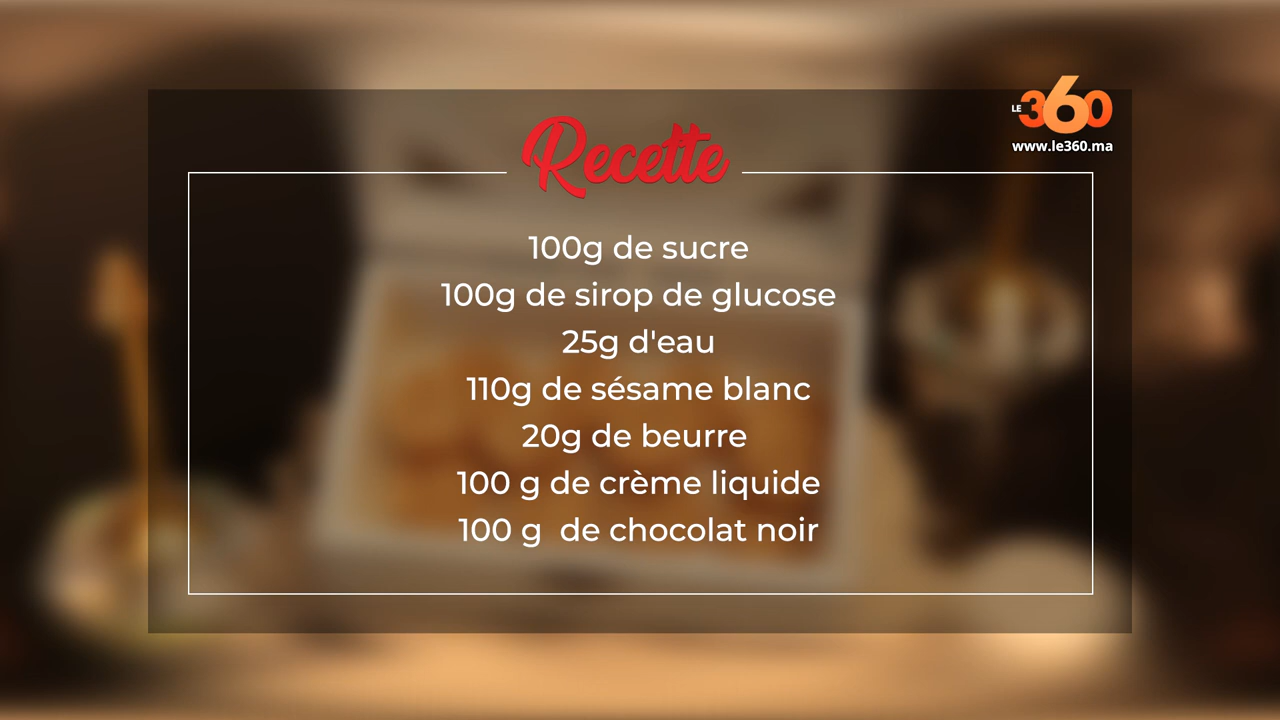 LE 360
www.le360.ma
Recette
100g de sucre
100g de sirop de glucose
25g d'eau
110g de sésame blanc
20g de beurre
100 g de crème liquide
100 g  de chocolat noir